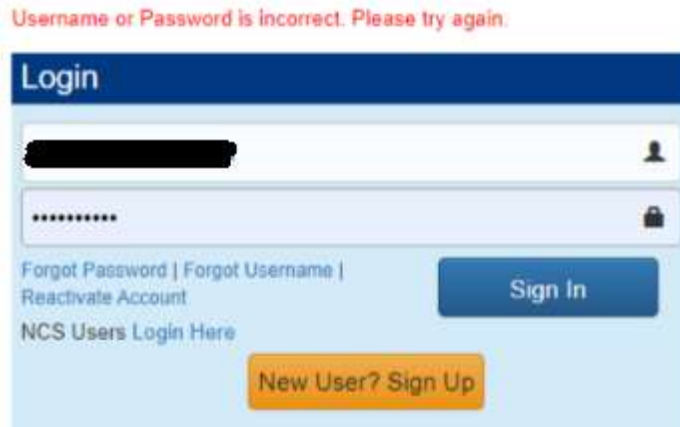 Username or Password is incorrect. Please try again.
Login
••••••••••
Forgot Password | Forgot Username |
Reactivate Account
Sign In
NCS Users Login Here
New User? Sign Up